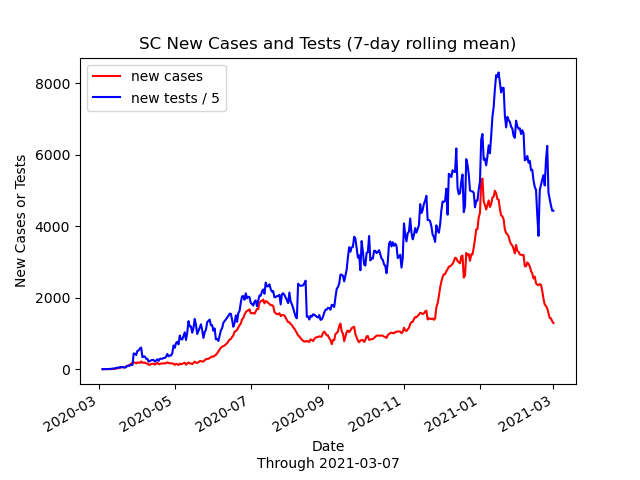 SC New Cases and Tests (7-day rolling mean)
new cases
new tests / 5
8000
6000
4000
2000
0
New Cases or Tests
2020-03
2020-05
2020-07
2020-09
2020-11
2021-01
2021-03
Date
Through 2021-03-07